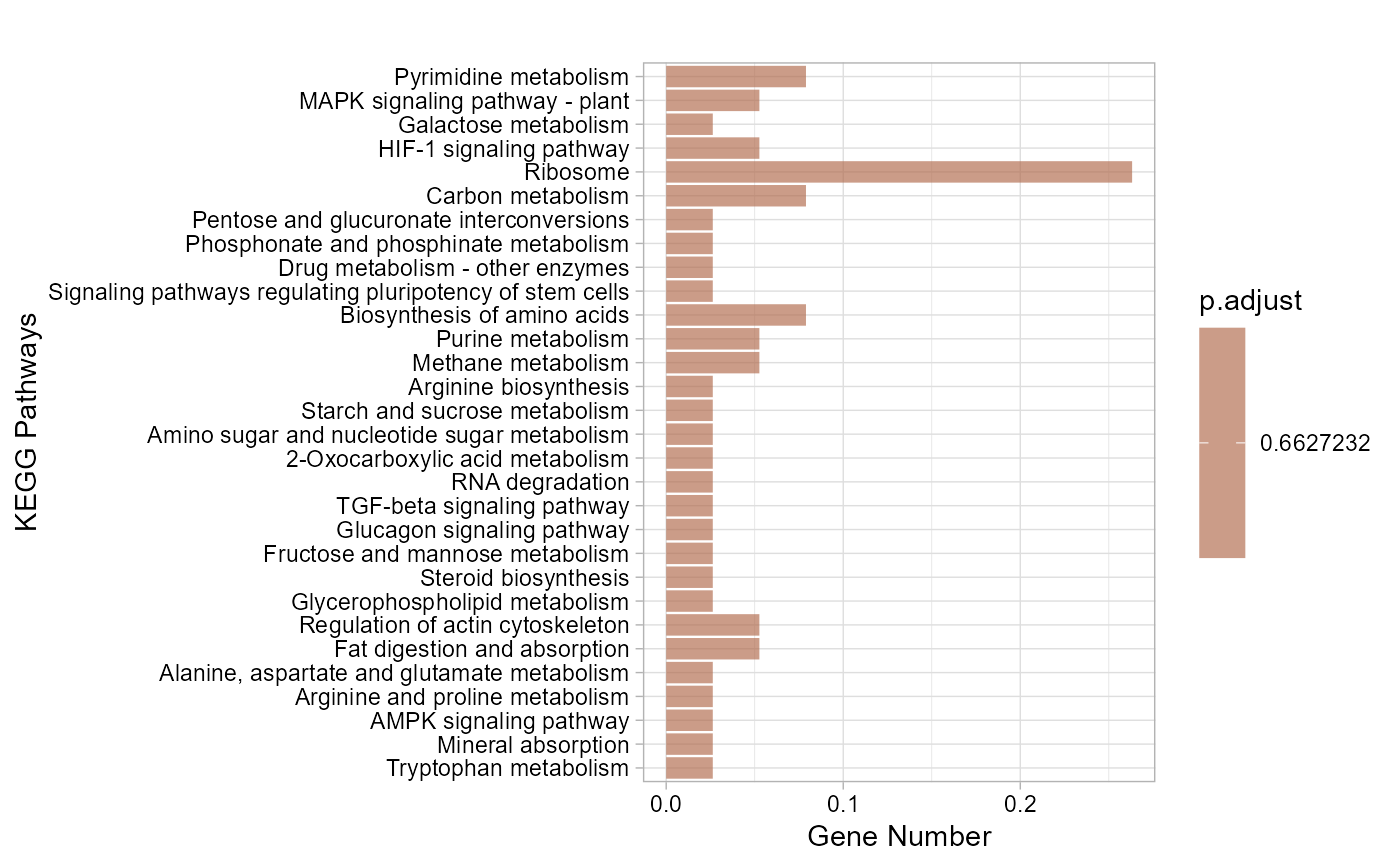 Pyrimidine metabolism
MAPK signaling pathway - plant
Galactose metabolism
HIF-1 signaling pathway
Ribosome
Carbon metabolism
Pentose and glucuronate interconversions
Phosphonate and phosphinate metabolism
Drug metabolism - other enzymes
Signaling pathways regulating pluripotency of stem cells
Biosynthesis of amino acids
Purine metabolism
Methane metabolism
Arginine biosynthesis
Starch and sucrose metabolism
Amino sugar and nucleotide sugar metabolism
2-Oxocarboxylic acid metabolism
RNA degradation
TGF-beta signaling pathway
Glucagon signaling pathway
Fructose and mannose metabolism
Steroid biosynthesis
Glycerophospholipid metabolism
Regulation of actin cytoskeleton
Fat digestion and absorption
Alanine, aspartate and glutamate metabolism
Arginine and proline metabolism
AMPK signaling pathway
Mineral absorption
Tryptophan metabolism
KEGG Pathways
0.0 0.1 0.2
Gene Number
p.adjust
0.6627232